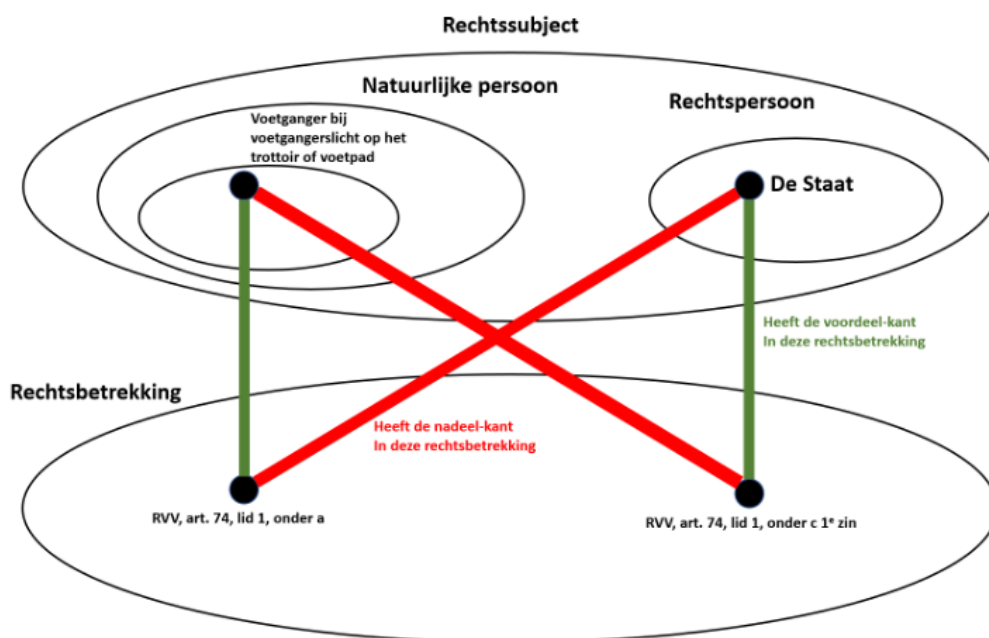 Rechtssubject
Natuurlijke persoon
Rechtspersoon
Voetganger bij
voetgangerslicht op het
trottoir of voetpad
De Staat
Heeft de voordeel-kant
In deze rechtsbetrekking
Rechtsbetrekking
Heeft de nadeel-kant
In deze rechtsbetrekking
RVV, art. 74, lid 1, onder a
RVV, art. 74, lid 1, onder c 1ᵉ zin